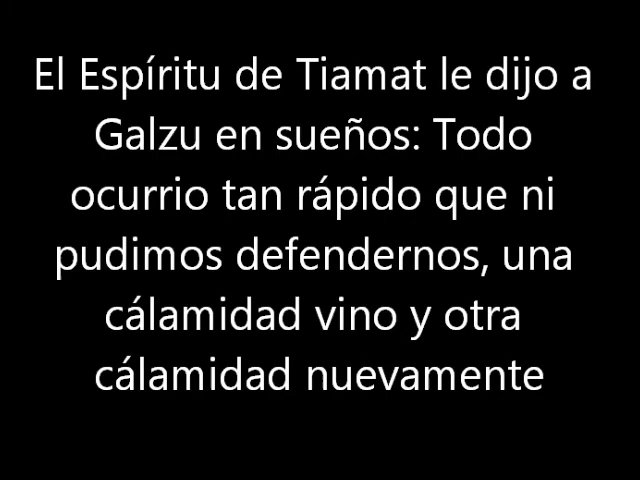 El Espíritu de Tiamat le dijo a
Galzu en sueños: Todo
ocurrio tan rápido que ni
pudimos defendernos, una
cálamidad vino y otra
cálamidad nuevamente